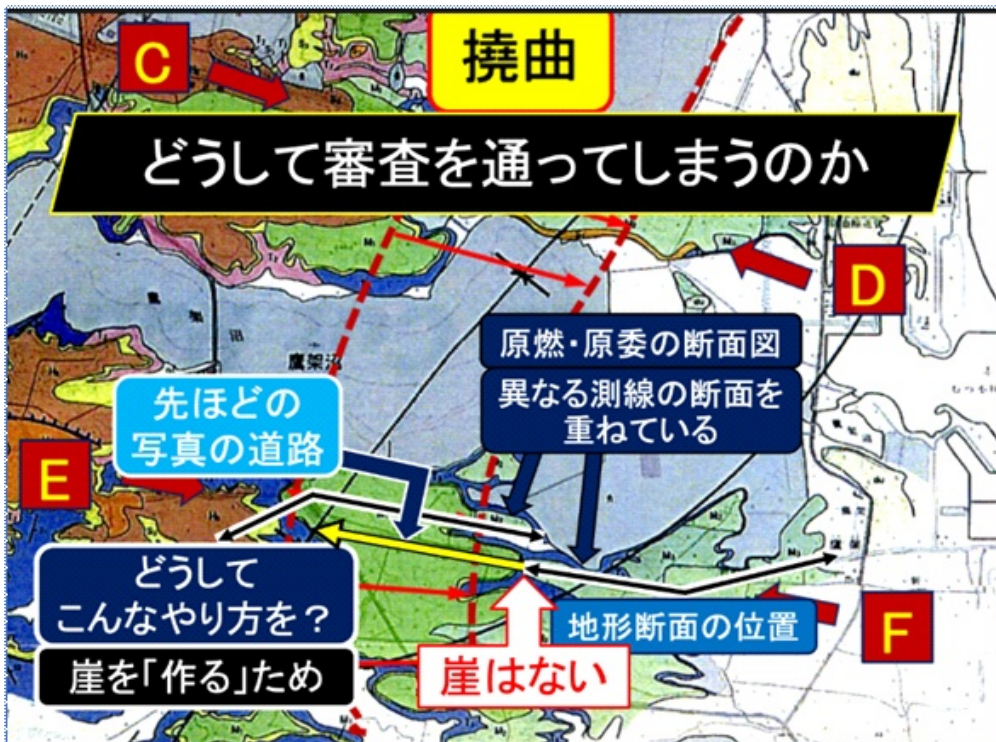 C
撓曲
どうして審査を通ってしまうのか
D
鷹架沼
原燃・原委の断面図
異なる測線の断面を
重ねている
先ほどの
写真の道路
E
どうして
こんなやり方を?
地形断面の位置
F
崖を「作る」ため
崖はない